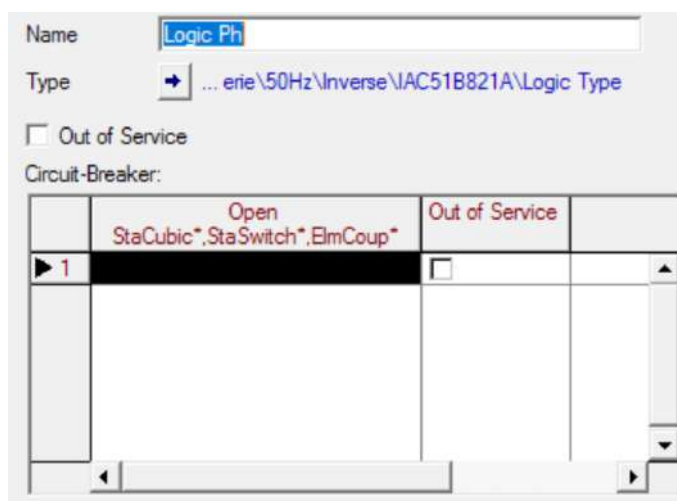 Name Logic Ph
Type ... erie\50Hz\Inverse\IAC51B821A\Logic Type
Out of Service
Circuit-Breaker:
Open Out of Service
StaCubic*,StaSwitch*,ElmCoup*
1